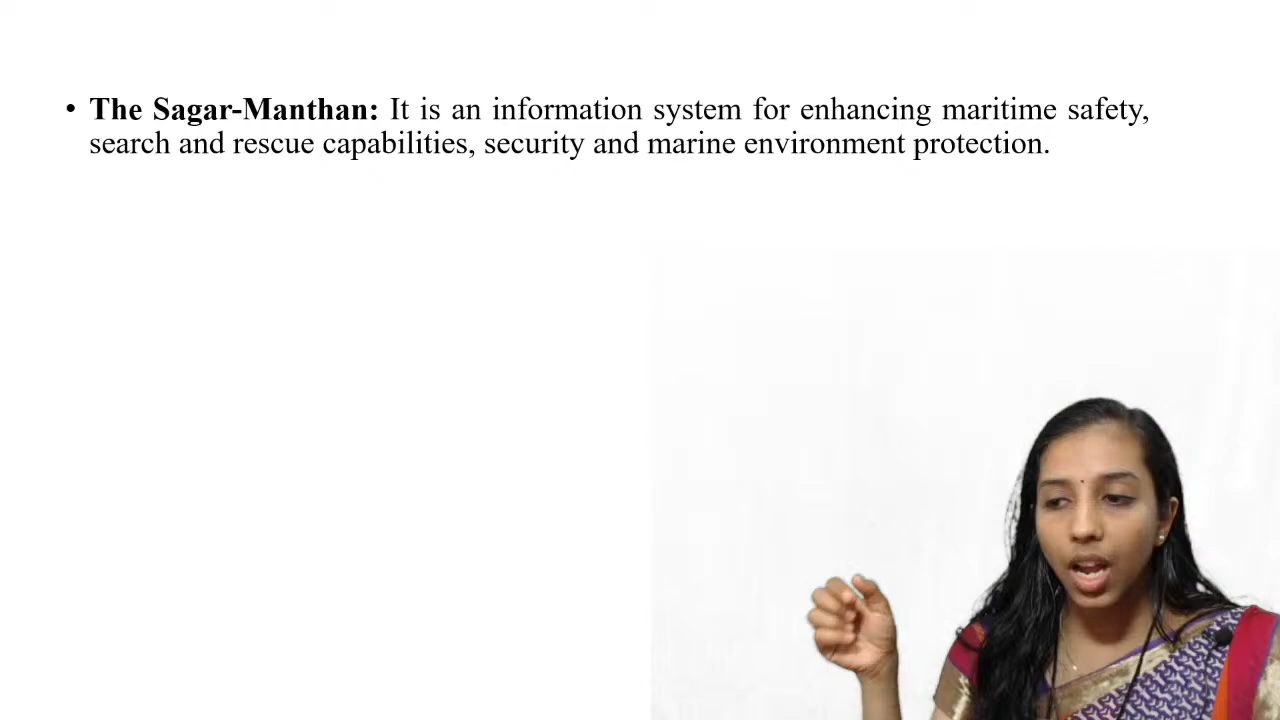 • The Sagar-Manthan: It is an information system for enhancing maritime safety,
search and rescue capabilities, security and marine environment protection.